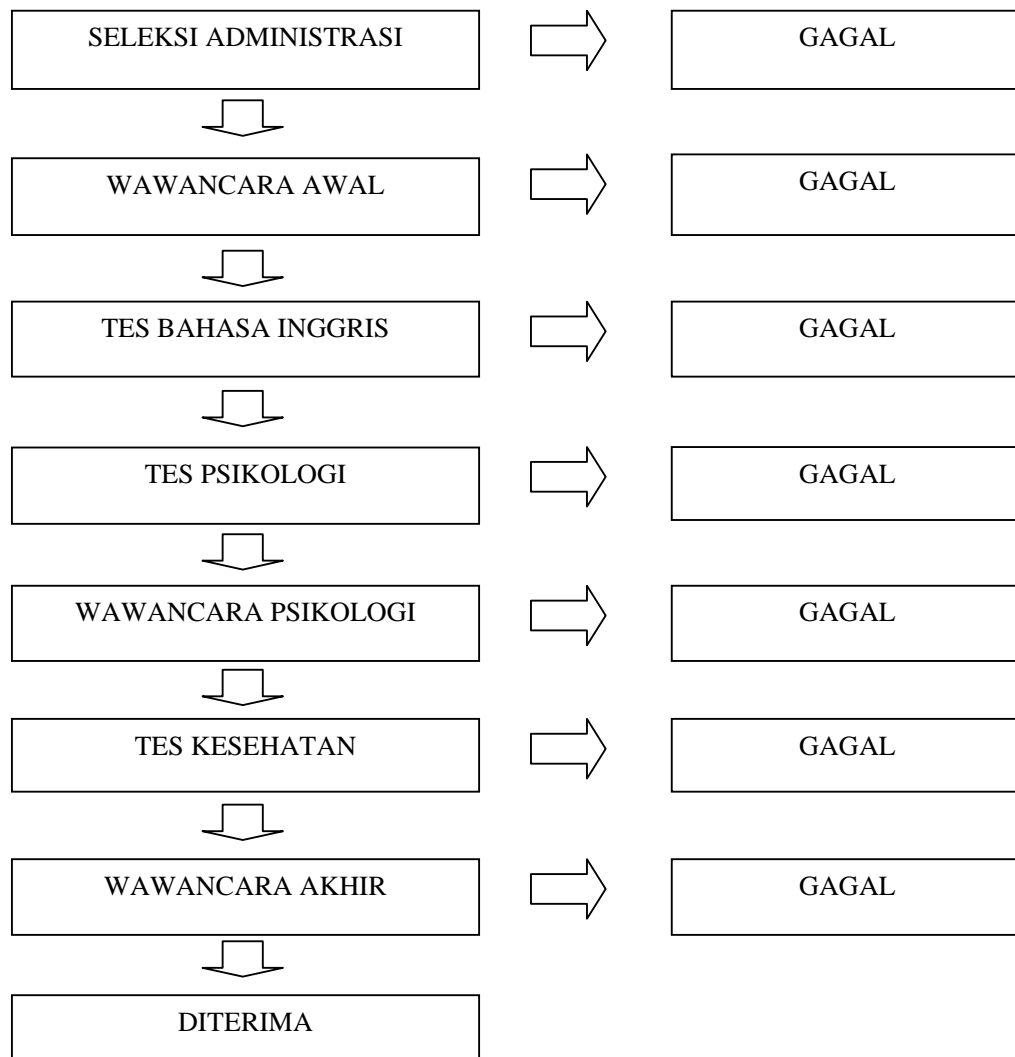 SELEKSI ADMINISTRASI
GAGAL
WAWANCARA AWAL
GAGAL
TES BAHASA INGGRIS
GAGAL
TES PSIKOLOGI
GAGAL
WAWANCARA PSIKOLOGI
GAGAL
TES KESEHATAN
GAGAL
WAWANCARA AKHIR
GAGAL
DITERIMA